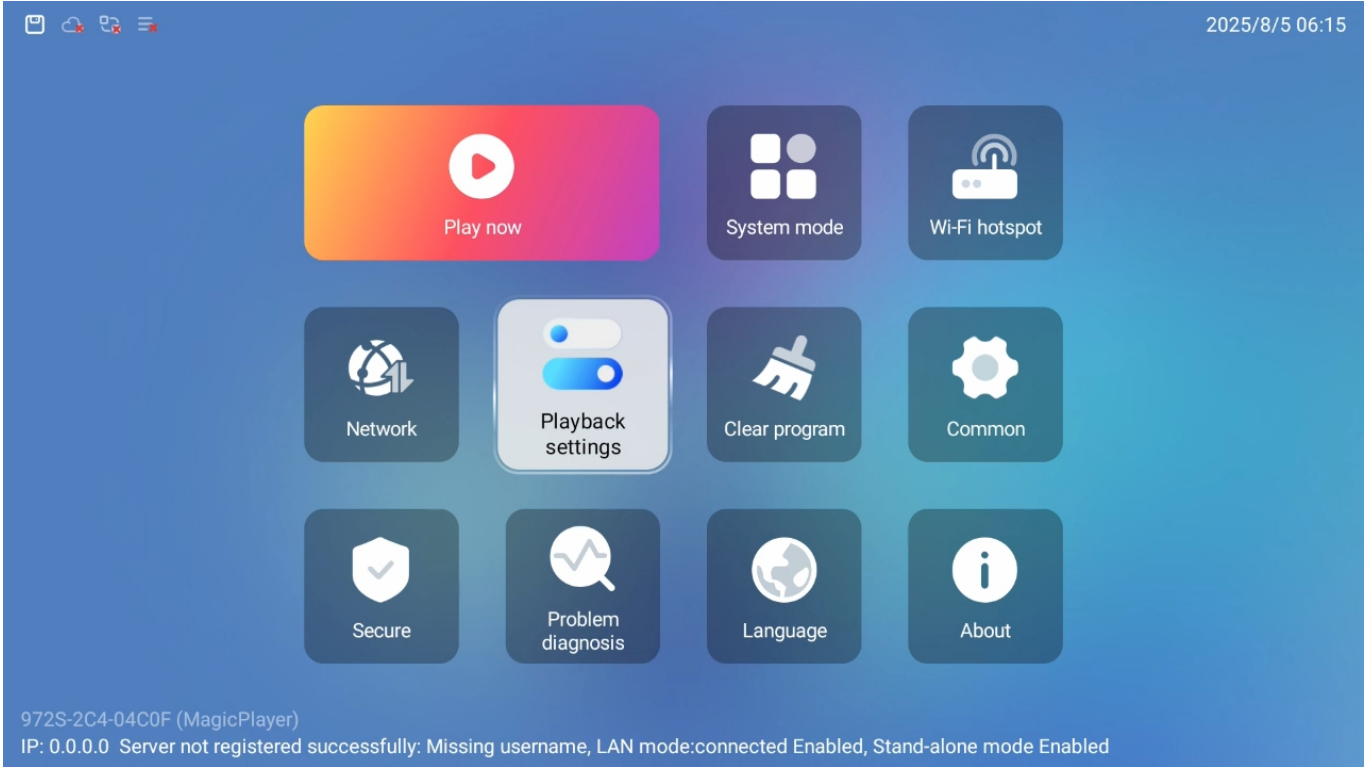 2025/8/5 06:15
Play now
System mode
Wi-Fi hotspot
Network
Playback
settings
Clear program
Common
Secure
Problem
diagnosis
Language
About
972S-2C4-04C0F (MagicPlayer)
IP: 0.0.0.0  Server not registered successfully: Missing username, LAN mode:connected Enabled, Stand-alone mode Enabled